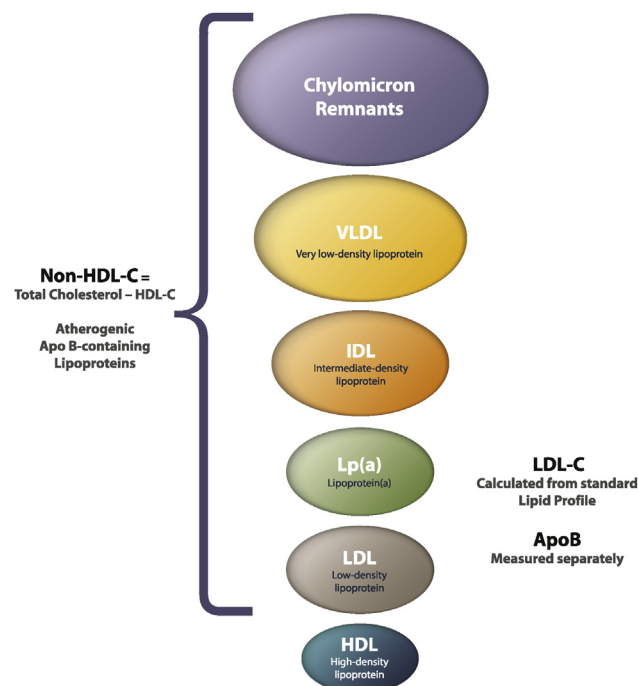 Chylomicron
Remnants
VLDL
Very low-density lipoprotein
Non-HDL-C =
Total Cholesterol – HDL-C
Atherogenic
Apo B-containing
Lipoproteins
IDL
Intermediate-density
lipoprotein
Lp(a)
Lipoprotein(a)
LDL-C
Calculated from standard
Lipid Profile
ApoB
Measured separately
LDL
Low-density
lipoprotein
HDL
High-density
lipoprotein